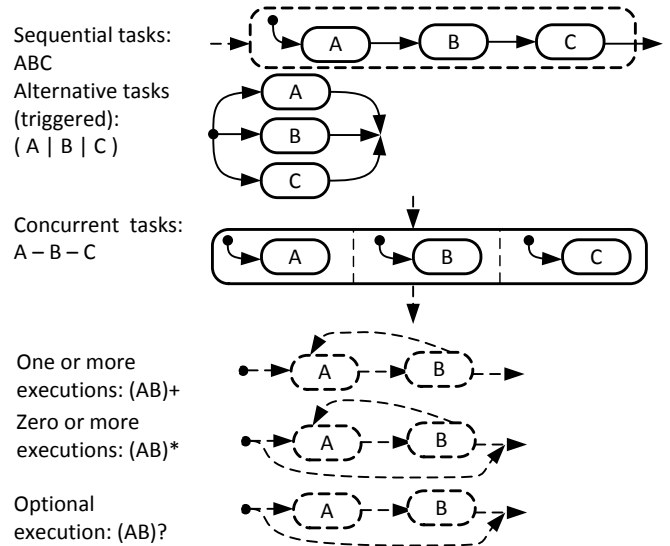 Sequential tasks:
ABC
A
B
C
Alternative tasks
(triggered):
( A | B | C )
A
B
C
Concurrent tasks:
A – B – C
A
B
C
One or more
executions: (AB)+
A
B
Zero or more
executions: (AB)*
A
B
Optional
execution: (AB)?
A
B